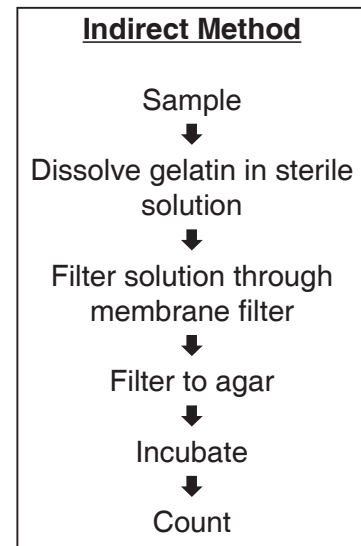 Indirect Method
Sample
Dissolve gelatin in sterile
solution
Filter solution through
membrane filter
Filter to agar
Incubate
Count